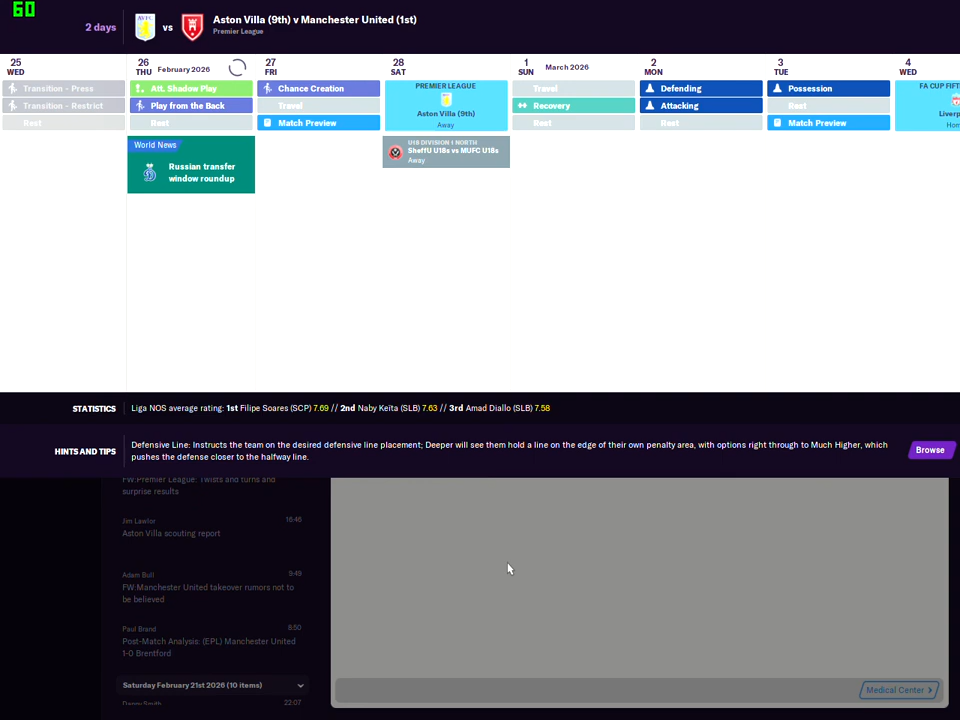 60
2 days
AVFC
vs
Aston Villa (9th) v Manchester United (1st)
Premier League
25
WED
26
THU February 2026
27
FRI
28
SAT
1
SUN March 2026
2
MON
3
TUE
4
WED
Transition - Press
Transition - Restrict
Rest
Att. Shadow Play
Play from the Back
Rest
Chance Creation
Travel
Match Preview
PREMIER LEAGUE
Aston Villa (9th)
Away
Travel
Recovery
Rest
Defending
Attacking
Rest
Possession
Rest
Match Preview
FA CUP FIFT
Liverp
Hom
World News
Russian transfer
window roundup
U18 DIVISION 1 NORTH
SheffU U18s vs MUFC U18s
Away
STATISTICS
Liga NOS average rating: 1st Filipe Soares (SCP) 7.69 // 2nd Naby Keïta (SLB) 7.63 // 3rd Amad Diallo (SLB) 7.58
HINTS AND TIPS
Defensive Line: Instructs the team on the desired defensive line placement; Deeper will see them hold a line on the edge of their own penalty area, with options right through to Much Higher, which
pushes the defense closer to the halfway line.
Browse
FW:Premier League: Twists and turns and
surprise results
Jim Lawlor 16:46
Aston Villa scouting report
Adam Bull 9:49
FW:Manchester United takeover rumors not to
be believed
Paul Brand 8:50
Post-Match Analysis: (EPL) Manchester United
1-0 Brentford
Saturday February 21st 2026 (10 items)
Danny Smith 22:07
Medical Center